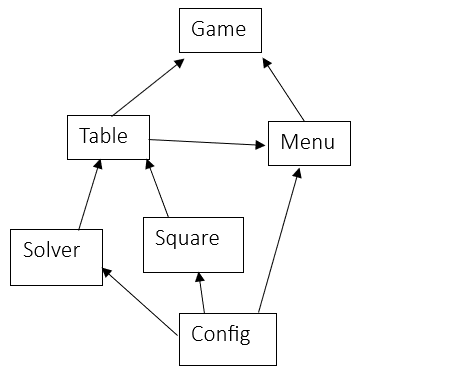 Game
Table
Menu
Solver
Square
Config